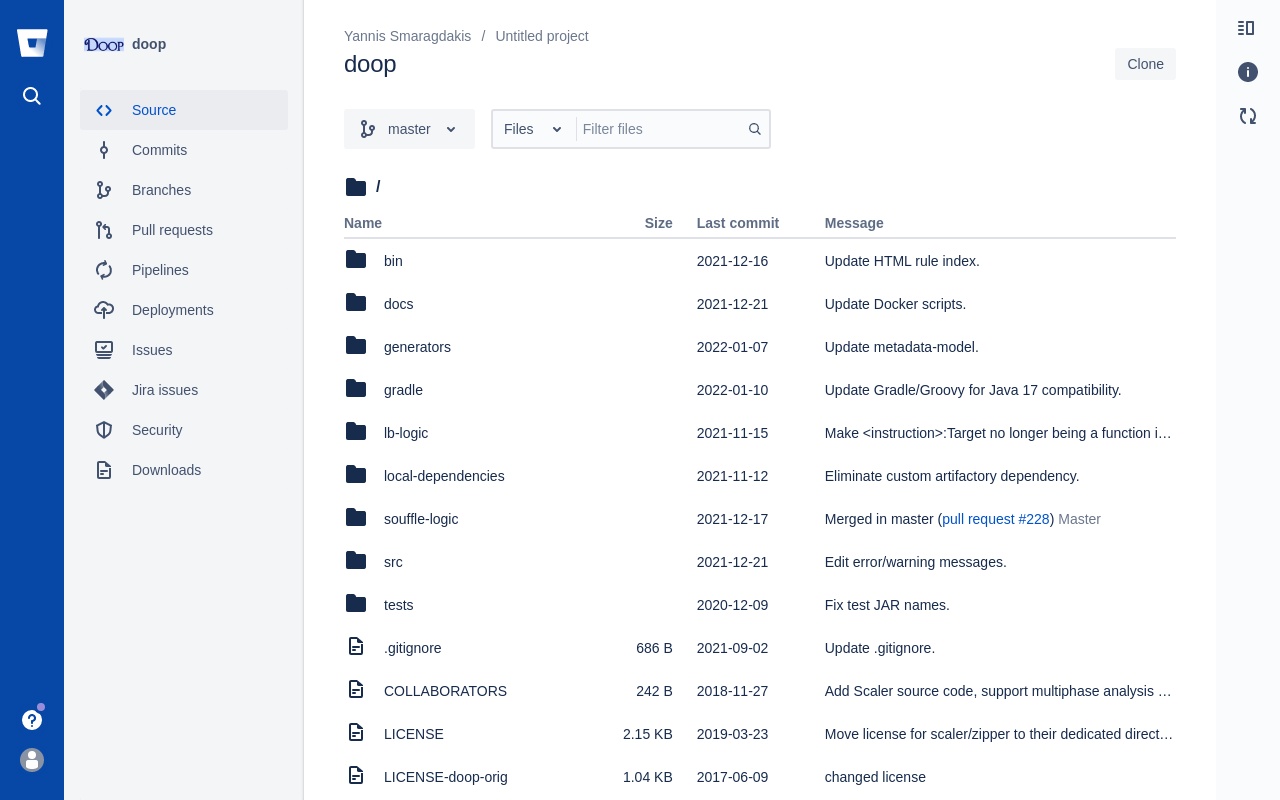 Doop doop
Source
Commits
Branches
Pull requests
Pipelines
Deployments
Issues
Jira issues
Security
Downloads
Yannis Smaragdakis / Untitled project
doop
Clone
master
Files
Filter files
/
Name Size Last commit Message
bin 2021-12-16 Update HTML rule index.
docs 2021-12-21 Update Docker scripts.
generators 2022-01-07 Update metadata-model.
gradle 2022-01-10 Update Gradle/Groovy for Java 17 compatibility.
lb-logic 2021-11-15 Make <instruction>:Target no longer being a function i…
local-dependencies 2021-11-12 Eliminate custom artifactory dependency.
souffle-logic 2021-12-17 Merged in master (pull request #228) Master
src 2021-12-21 Edit error/warning messages.
tests 2020-12-09 Fix test JAR names.
.gitignore 686 B 2021-09-02 Update .gitignore.
COLLABORATORS 242 B 2018-11-27 Add Scaler source code, support multiphase analysis …
LICENSE 2.15 KB 2019-03-23 Move license for scaler/zipper to their dedicated direct…
LICENSE-doop-orig 1.04 KB 2017-06-09 changed license